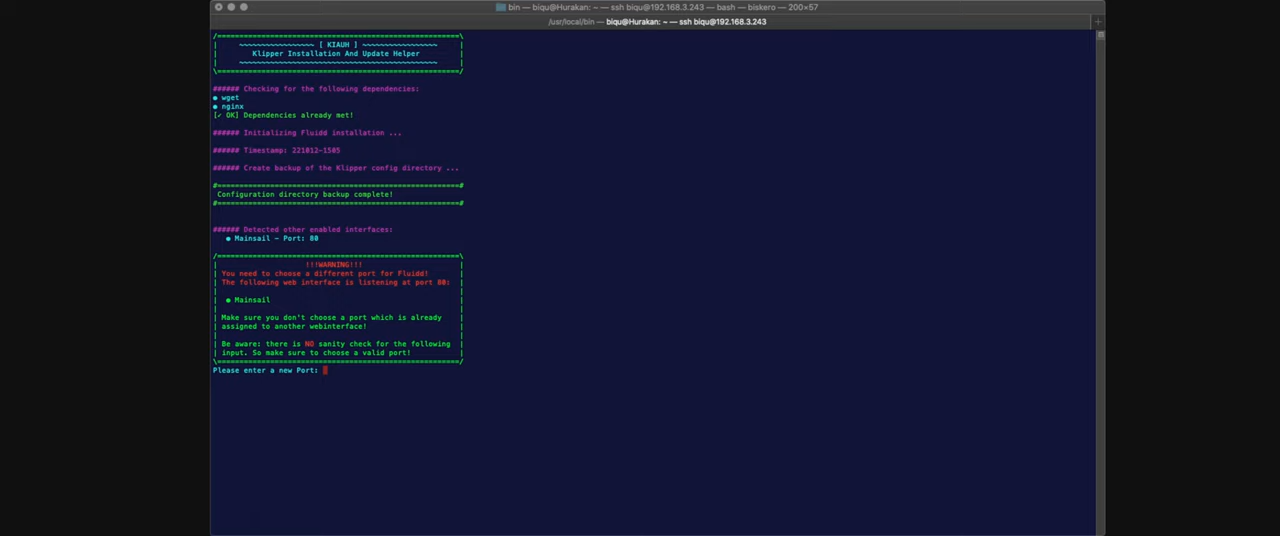 bin — biqu@Hurakan: ~ — ssh biqu@192.168.3.243 — bash — biskero — 200×57
/usr/local/bin — biqu@Hurakan: ~ — ssh biqu@192.168.3.243 +
/=======================================================\
| ~~~~~~~~~~~~~~~~~ [ KIAUH ] ~~~~~~~~~~~~~~~~~ |
| Klipper Installation And Update Helper |
| ~~~~~~~~~~~~~~~~~~~~~~~~~~~~~~~~~~~~~~~~~~~~~ |
\=======================================================/
###### Checking for the following dependencies:
● wget
● nginx
[✓ OK] Dependencies already met!
###### Initializing Fluidd installation ...
###### Timestamp: 221012-1505
###### Create backup of the Klipper config directory ...
#=======================================================#
Configuration directory backup complete!
#=======================================================#
###### Detected other enabled interfaces:
● Mainsail - Port: 80
/=======================================================\
| !!!WARNING!!! |
| You need to choose a different port for Fluidd! |
| The following web interface is listening at port 80: |
| |
| ● Mainsail |
| |
| Make sure you don't choose a port which is already |
| assigned to another webinterface! |
| |
| Be aware: there is NO sanity check for the following |
| input. So make sure to choose a valid port! |
\=======================================================/
Please enter a new Port: